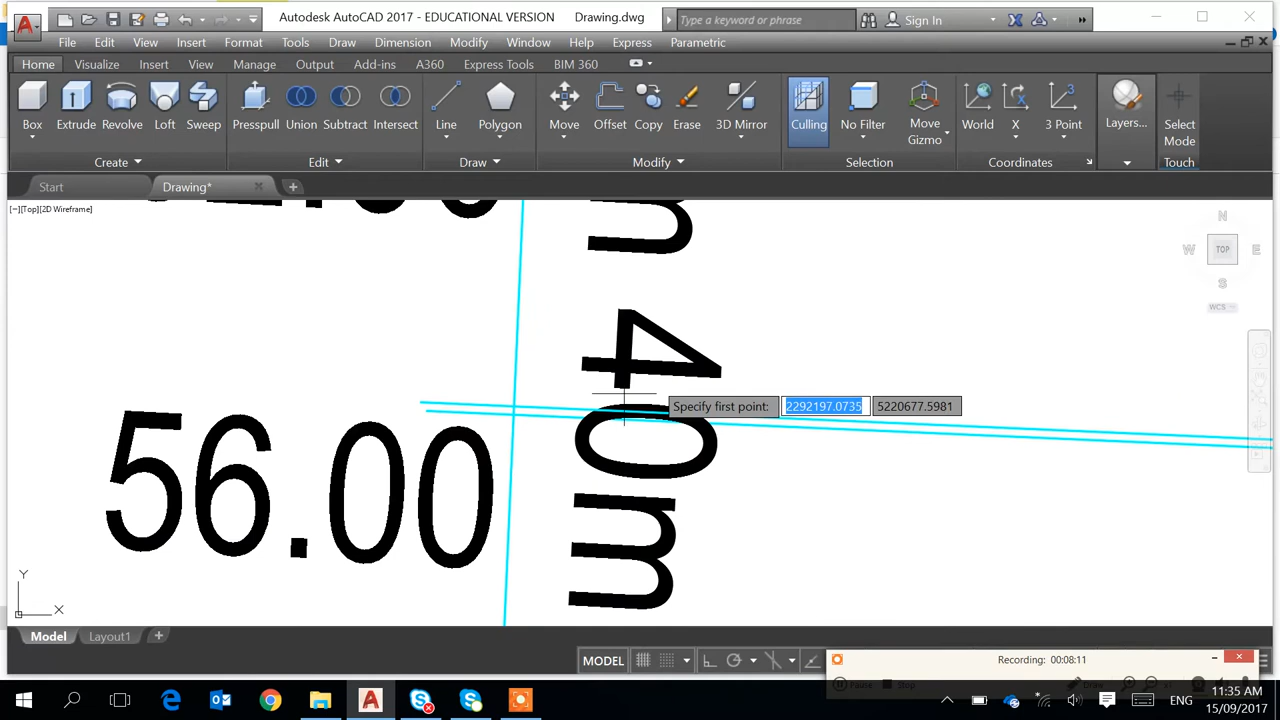 Autodesk AutoCAD 2017 - EDUCATIONAL VERSION Drawing.dwg
Type a keyword or phrase
Sign In
File Edit View Insert Format Tools Draw Dimension Modify Window Help Express Parametric
Home Visualize Insert View Manage Output Add-ins A360 Express Tools BIM 360
Box Extrude Revolve Loft Sweep Presspull Union Subtract Intersect Line Polygon Move Offset Copy Erase 3D Mirror Culling No Filter Move Gizmo World X 3 Point Layers... Select Mode
Create Edit Draw Modify Selection Coordinates Touch
Start Drawing*
[−][Top][2D Wireframe]
N
W TOP E
S
WCS
m 40m
Specify first point: 2292197.0735 5220677.5981
56.00
Y
X
Model Layout1
MODEL
Recording: 00:08:11
Pause Stop Draw
ENG
11:35 AM
15/09/2017